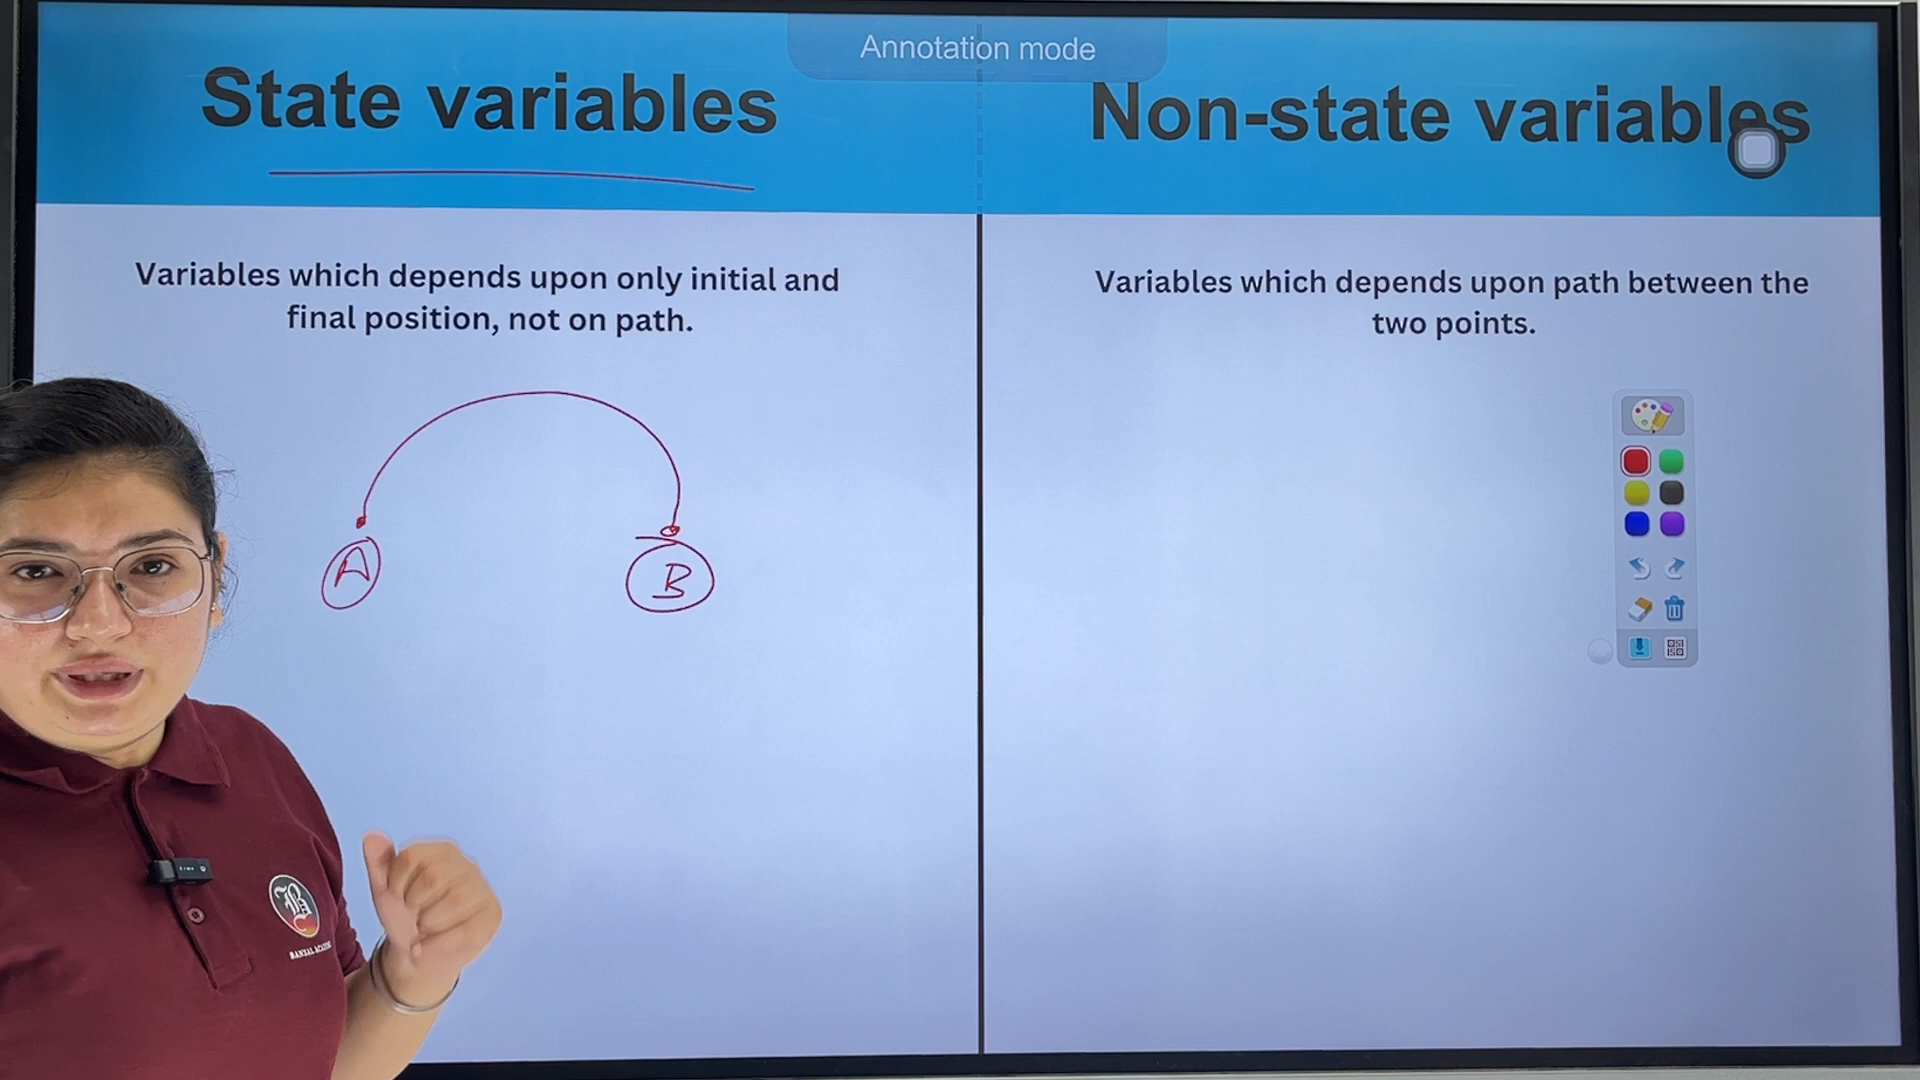 Annotation mode
State variables
Non-state variables
Variables which depends upon only initial and
final position, not on path.
Variables which depends upon path between the
two points.
A
B